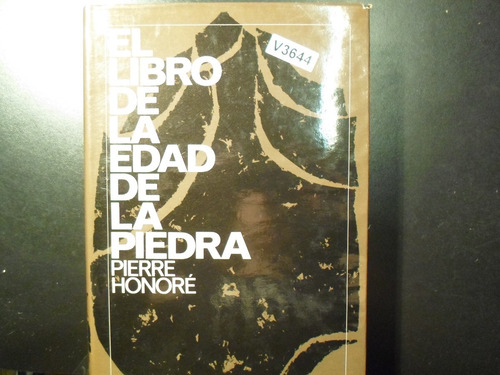 V3644
EL
LIBRO
DE
LA
EDAD
DE
LA
PIEDRA
PIERRE
HONORÉ